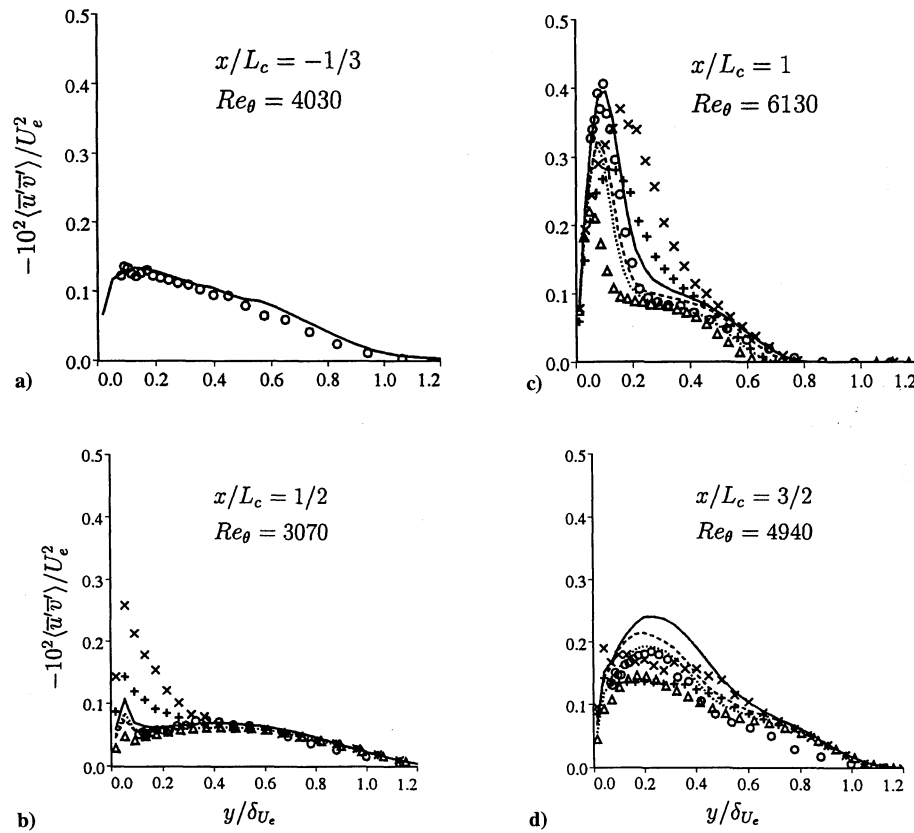 0.5
0.4
0.3
0.2
0.1
0.0
−10²⟨u̅′v̅′⟩/U²ₑ
x/L_c = −1/3
Re_θ = 4030
0.0 0.2 0.4 0.6 0.8 1.0 1.2
a)
0.5
0.4
0.3
0.2
0.1
0.0
x/L_c = 1
Re_θ = 6130
0.0 0.2 0.4 0.6 0.8 1.0 1.2
c)
0.5
0.4
0.3
0.2
0.1
0.0
−10²⟨u̅′v̅′⟩/U²ₑ
x/L_c = 1/2
Re_θ = 3070
0.0 0.2 0.4 0.6 0.8 1.0 1.2
y/δ_{U_e}
b)
0.5
0.4
0.3
0.2
0.1
0.0
x/L_c = 3/2
Re_θ = 4940
0.0 0.2 0.4 0.6 0.8 1.0 1.2
y/δ_{U_e}
d)